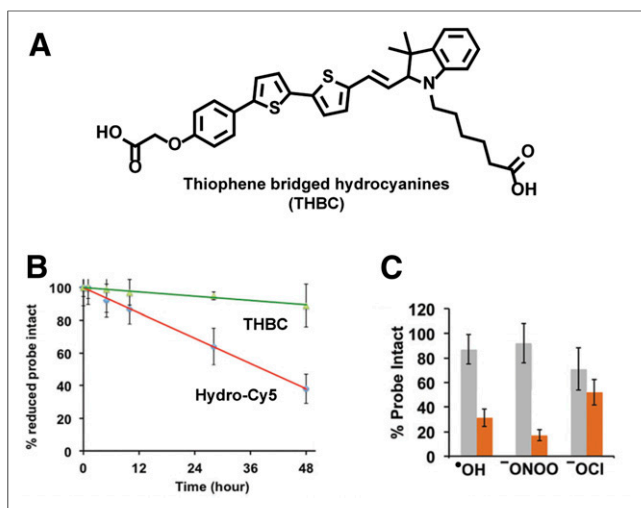 A
HO
O
O
S
S
N
O
OH
Thiophene bridged hydrocyanines
(THBC)
B
% reduced probe intact
100
80
60
40
20
0
THBC
Hydro-Cy5
0 12 24 36 48
Time (hour)
C
% Probe Intact
120
100
80
60
40
20
0
•OH ⁻ONOO ⁻OCl